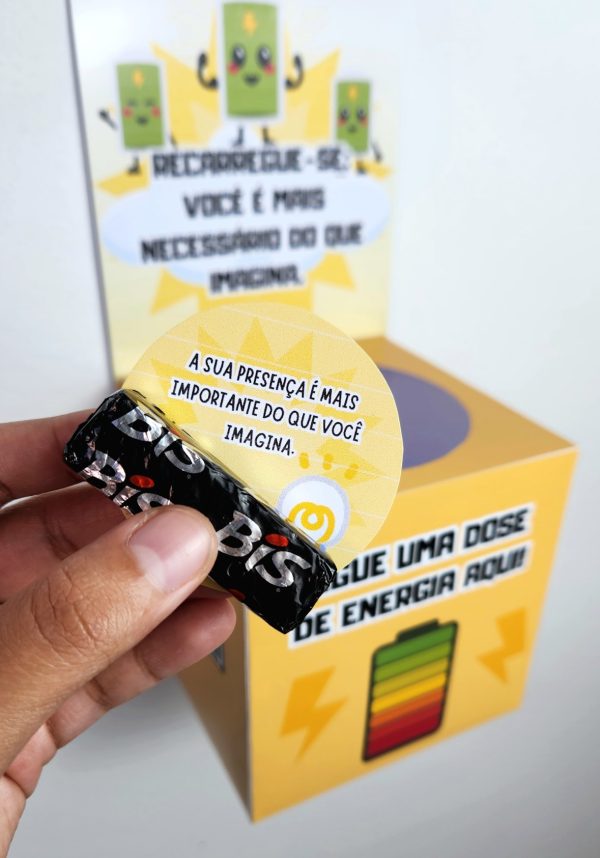 RECARREGUE-SE:
VOCÊ É MAIS
NECESSÁRIO DO QUE
IMAGINA.
A SUA PRESENÇA É MAIS
IMPORTANTE DO QUE VOCÊ
IMAGINA.
BIS
BIS
BIS
GUE UMA DOSE
DE ENERGIA AQUI!